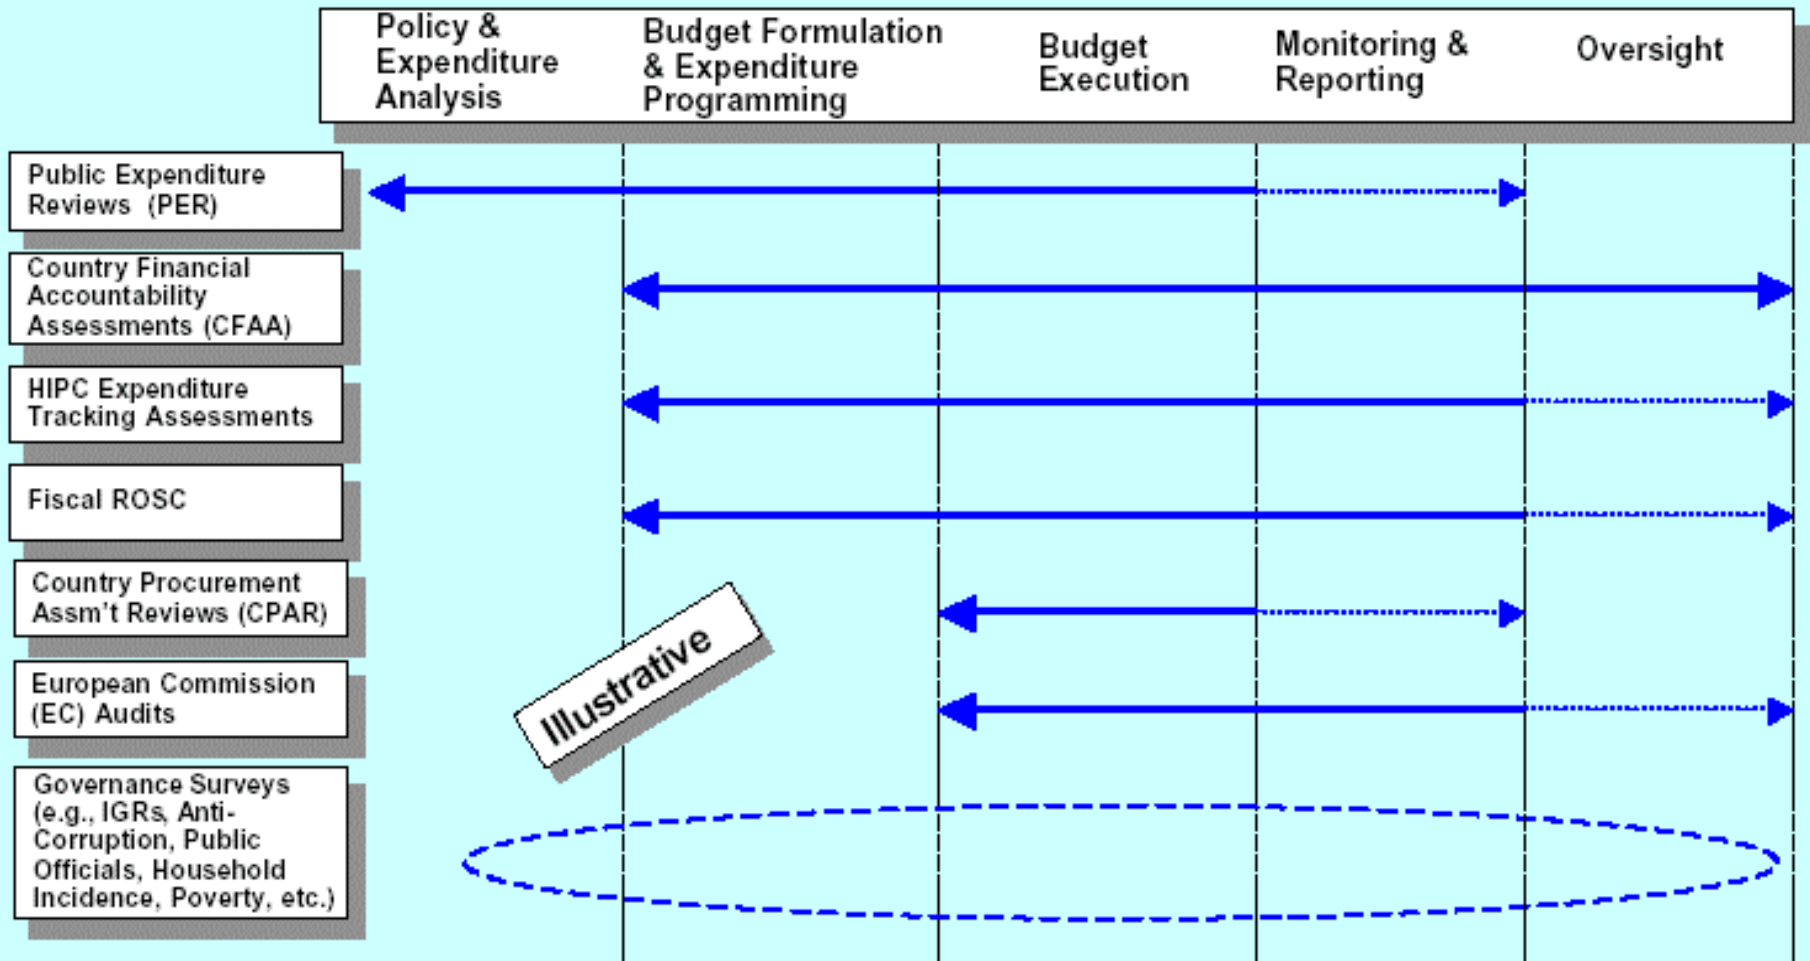 Policy &
Expenditure
Analysis
Budget Formulation
& Expenditure
Programming
Budget
Execution
Monitoring &
Reporting
Oversight
Public Expenditure
Reviews (PER)
Country Financial
Accountability
Assessments (CFAA)
HIPC Expenditure
Tracking Assessments
Fiscal ROSC
Country Procurement
Assm't Reviews (CPAR)
Illustrative
European Commission
(EC) Audits
Governance Surveys
(e.g., IGRs, Anti-
Corruption, Public
Officials, Household
Incidence, Poverty, etc.)